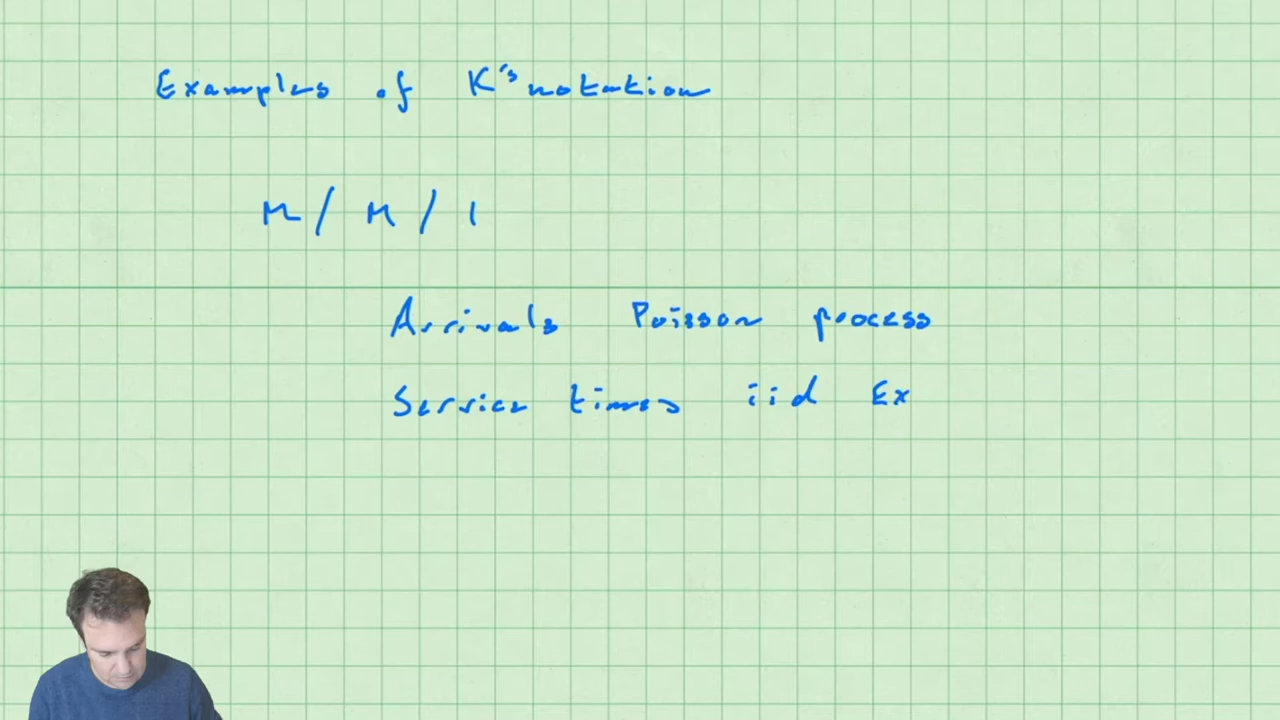 Examples of K's notation
M / M / 1
Arrivals Poisson process
Service times iid Ex